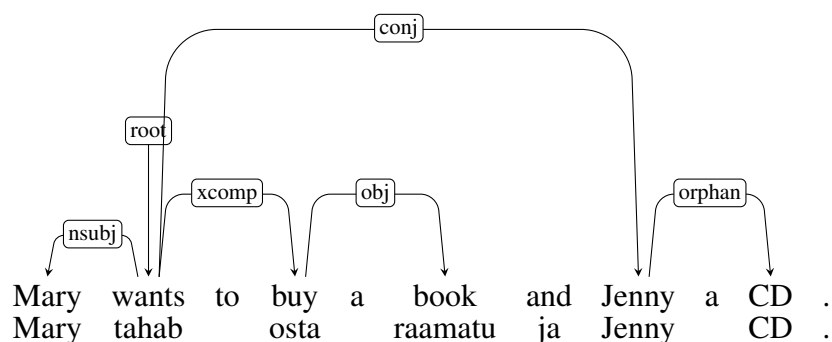 conj
root
xcomp obj orphan
nsubj
Mary wants to buy a book and Jenny a CD .
Mary tahab osta raamatu ja Jenny CD .